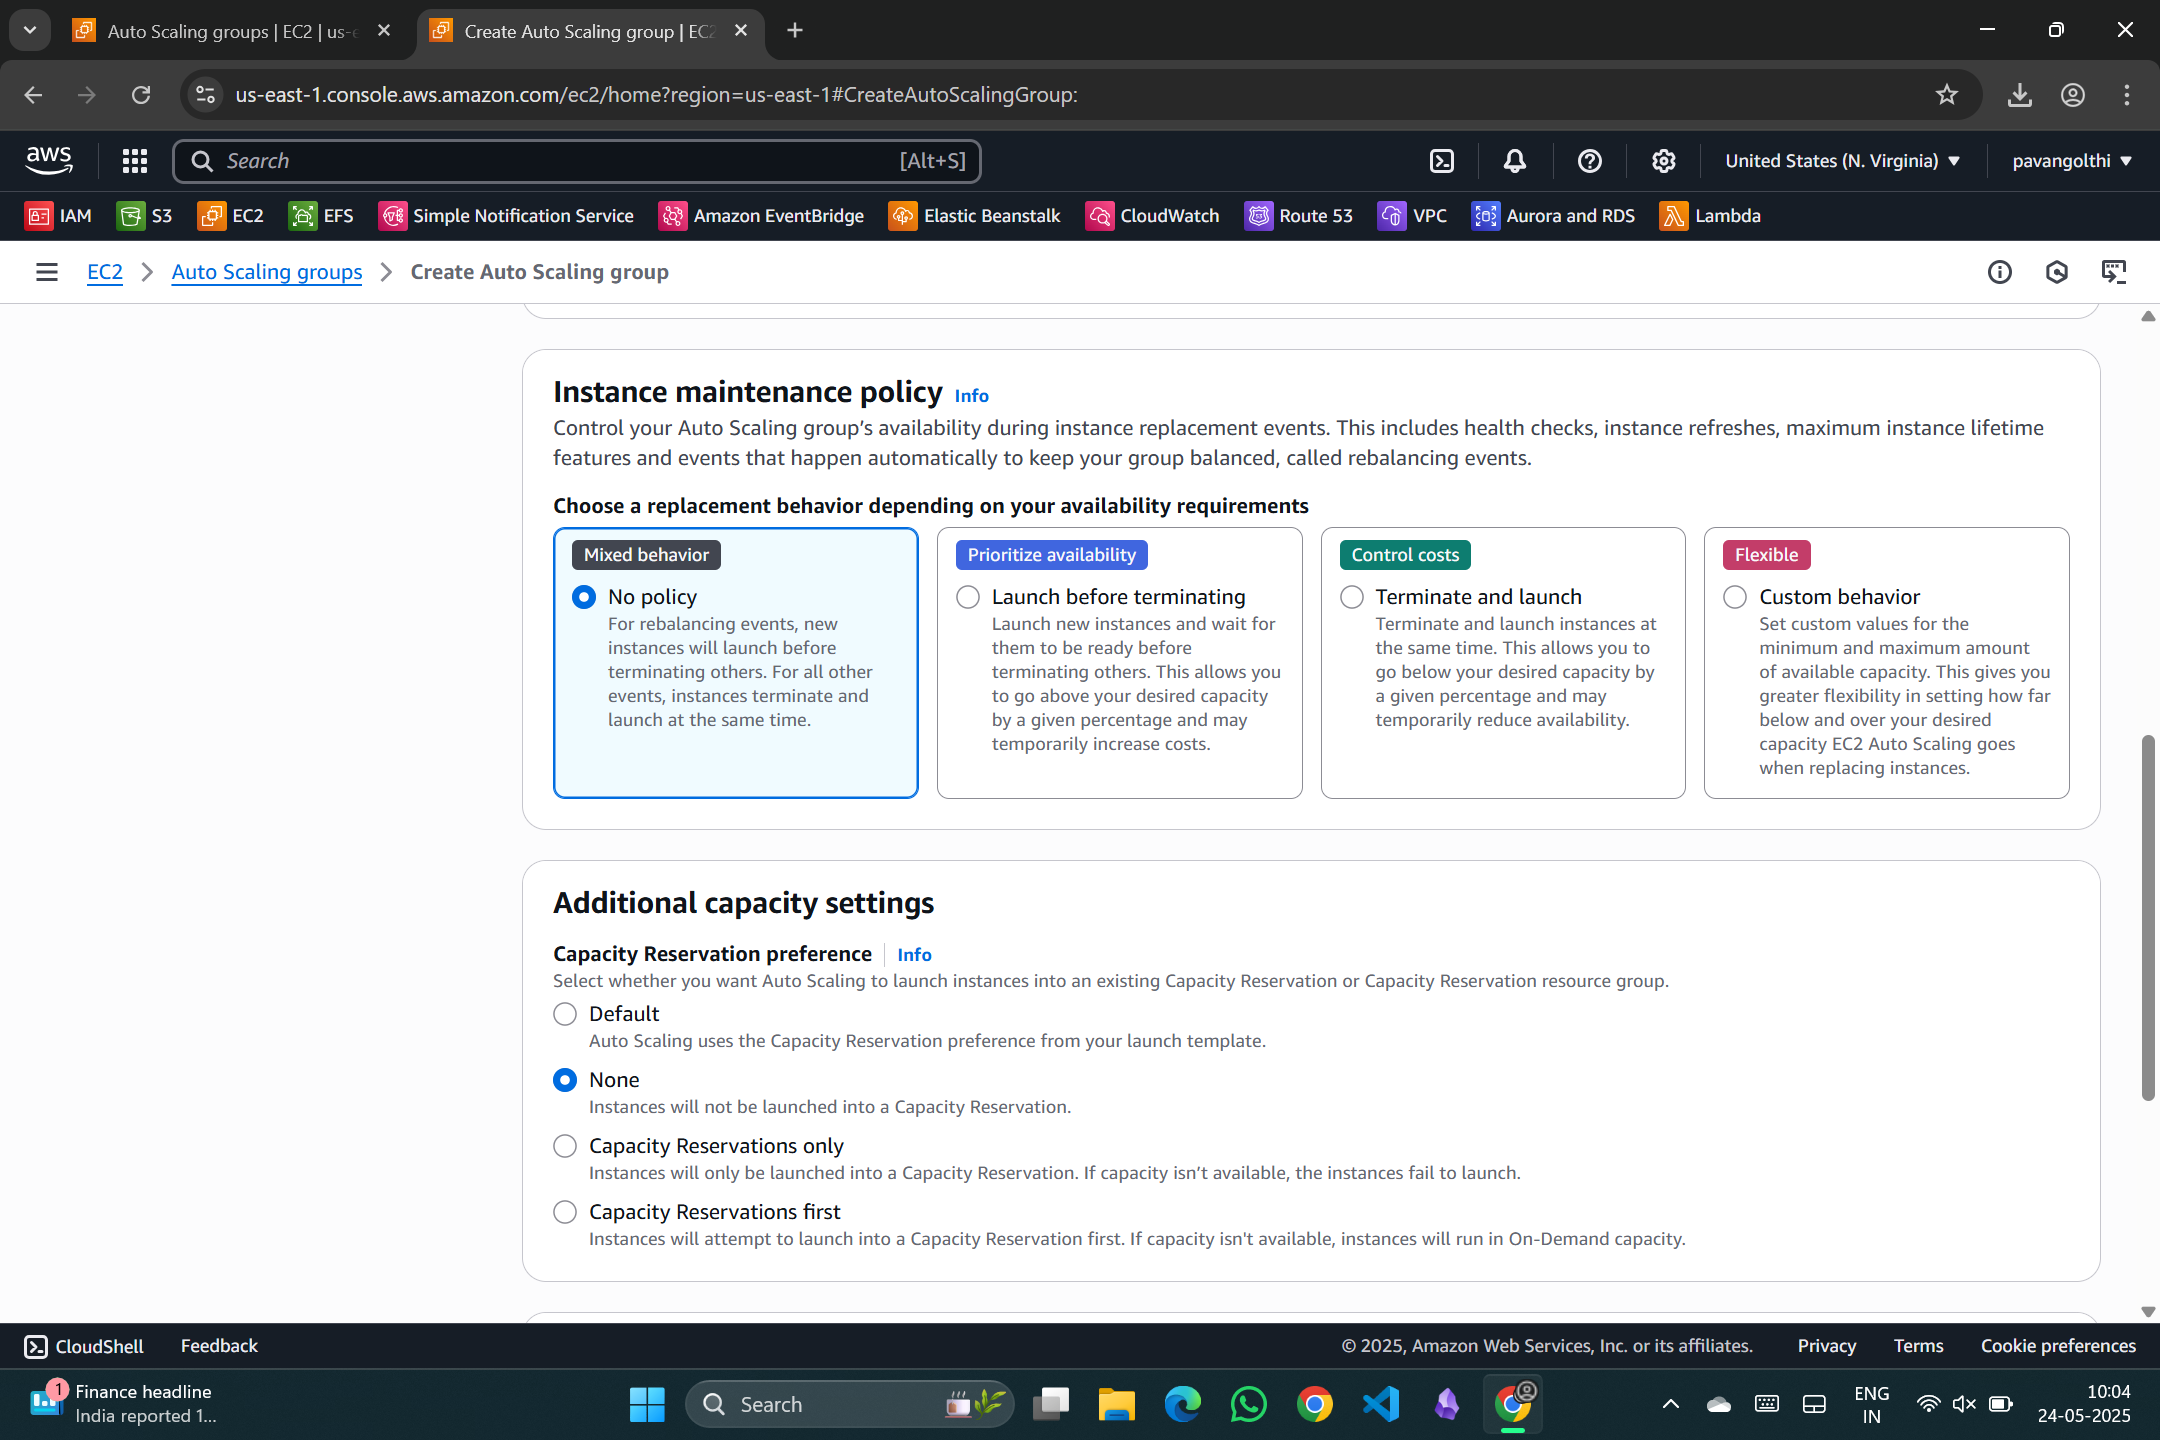 Auto Scaling groups | EC2 | us-e
Create Auto Scaling group | EC2
us-east-1.console.aws.amazon.com/ec2/home?region=us-east-1#CreateAutoScalingGroup:
aws
Search
[Alt+S]
United States (N. Virginia)
pavangolthi
IAM
S3
EC2
EFS
Simple Notification Service
Amazon EventBridge
Elastic Beanstalk
CloudWatch
Route 53
VPC
Aurora and RDS
Lambda
EC2
Auto Scaling groups
Create Auto Scaling group
Instance maintenance policy Info
Control your Auto Scaling group's availability during instance replacement events. This includes health checks, instance refreshes, maximum instance lifetime
features and events that happen automatically to keep your group balanced, called rebalancing events.
Choose a replacement behavior depending on your availability requirements
Mixed behavior
No policy
For rebalancing events, new
instances will launch before
terminating others. For all other
events, instances terminate and
launch at the same time.
Prioritize availability
Launch before terminating
Launch new instances and wait for
them to be ready before
terminating others. This allows you
to go above your desired capacity
by a given percentage and may
temporarily increase costs.
Control costs
Terminate and launch
Terminate and launch instances at
the same time. This allows you to
go below your desired capacity by
a given percentage and may
temporarily reduce availability.
Flexible
Custom behavior
Set custom values for the
minimum and maximum amount
of available capacity. This gives you
greater flexibility in setting how far
below and over your desired
capacity EC2 Auto Scaling goes
when replacing instances.
Additional capacity settings
Capacity Reservation preference Info
Select whether you want Auto Scaling to launch instances into an existing Capacity Reservation or Capacity Reservation resource group.
Default
Auto Scaling uses the Capacity Reservation preference from your launch template.
None
Instances will not be launched into a Capacity Reservation.
Capacity Reservations only
Instances will only be launched into a Capacity Reservation. If capacity isn't available, the instances fail to launch.
Capacity Reservations first
Instances will attempt to launch into a Capacity Reservation first. If capacity isn't available, instances will run in On-Demand capacity.
CloudShell
Feedback
© 2025, Amazon Web Services, Inc. or its affiliates.
Privacy
Terms
Cookie preferences
1
Finance headline
India reported 1...
Search
ENG
IN
10:04
24-05-2025